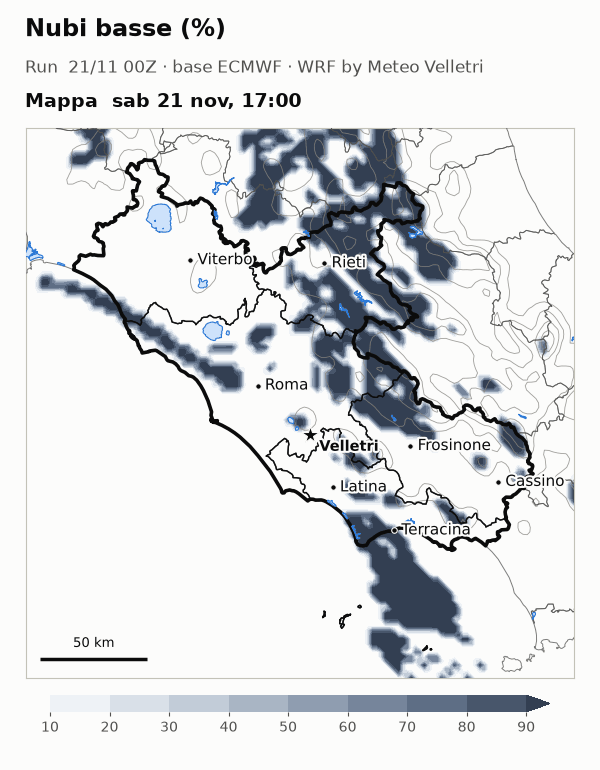 Nubi basse (%)
Run 21/11 00Z · base ECMWF · WRF by Meteo Velletri
Mappa sab 21 nov, 17:00
Viterbo
Rieti
Roma
Velletri
Frosinone
Latina
Cassino
Terracina
50 km
10 20 30 40 50 60 70 80 90